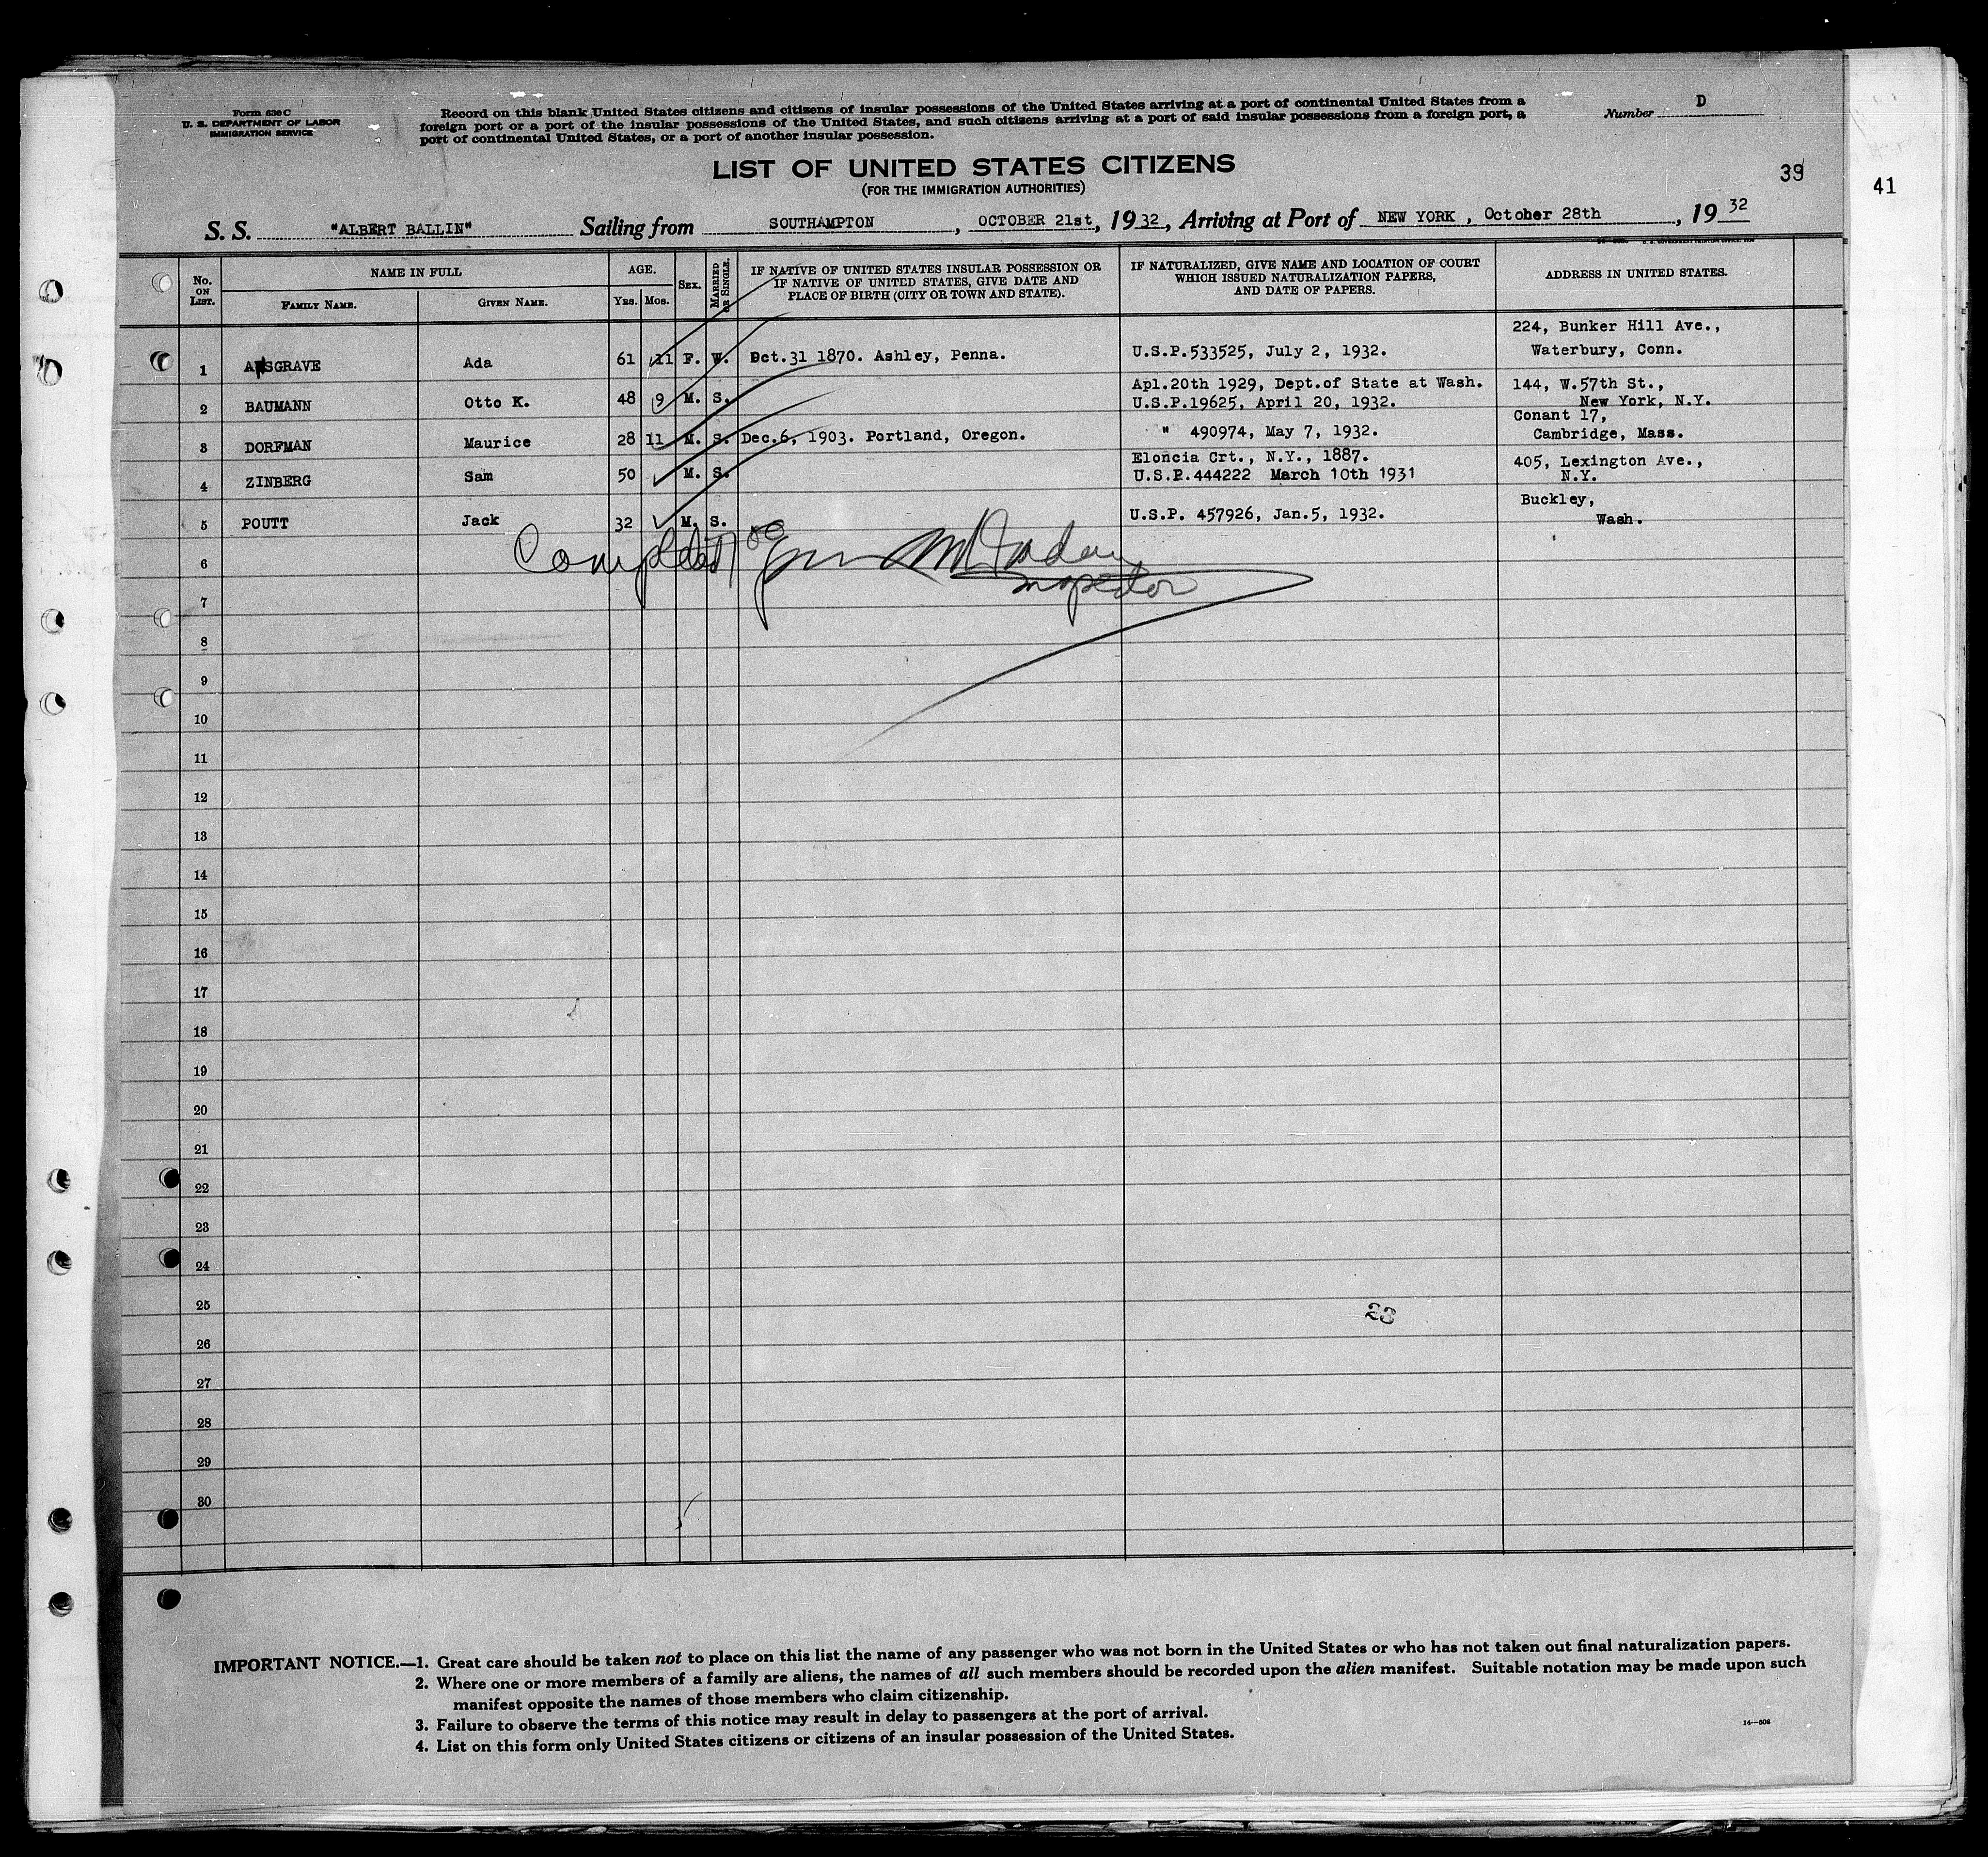 Form 630 C
U. S. DEPARTMENT OF LABOR
IMMIGRATION SERVICE
Record on this blank United States citizens and citizens of insular possessions of the United States arriving at a port of continental United States from a
foreign port or a port of the insular possessions of the United States, and such citizens arriving at a port of said insular possessions from a foreign port, a
port of continental United States, or a port of another insular possession.
Number D
LIST OF UNITED STATES CITIZENS
(FOR THE IMMIGRATION AUTHORITIES)
39
41
S. S. "ALBERT BALLIN" Sailing from SOUTHAMPTON, OCTOBER 21st, 1932, Arriving at Port of NEW YORK, October 28th, 1932
No. ON LIST.
NAME IN FULL
FAMILY NAME.
GIVEN NAME.
AGE.
YRS.
MOS.
SEX.
MARRIED OR SINGLE.
IF NATIVE OF UNITED STATES INSULAR POSSESSION OR
IF NATIVE OF UNITED STATES, GIVE DATE AND
PLACE OF BIRTH (CITY OR TOWN AND STATE).
IF NATURALIZED, GIVE NAME AND LOCATION OF COURT
WHICH ISSUED NATURALIZATION PAPERS,
AND DATE OF PAPERS.
ADDRESS IN UNITED STATES.
224, Bunker Hill Ave.,
1 Ada 61 11 F. W. Oct.31 1870. Ashley, Penna. U.S.P.533525, July 2, 1932. Waterbury, Conn.
Apl.20th 1929, Dept.of State at Wash. 144, W.57th St.,
2 BAUMANN Otto K. 48 9 M. S. U.S.P.19625, April 20, 1932. New York, N.Y.
Conant 17,
3 DORFMAN Maurice 28 11 M. S. Dec.6, 1903. Portland, Oregon. " 490974, May 7, 1932. Cambridge, Mass.
Eloncia Crt., N.Y., 1887. 405, Lexington Ave.,
4 ZINBERG Sam 50 M. S. U.S.P.444222 March 10th 1931 N.Y.
Buckley,
5 POUTT Jack 32 M. S. U.S.P. 457926, Jan.5, 1932. Wash.
6
Inspector
7
8
9
10
11
12
13
14
15
16
17
18
19
20
21
22
23
24
25
23
26
27
28
29
30
IMPORTANT NOTICE.—1. Great care should be taken not to place on this list the name of any passenger who was not born in the United States or who has not taken out final naturalization papers.
2. Where one or more members of a family are aliens, the names of all such members should be recorded upon the alien manifest. Suitable notation may be made upon such
manifest opposite the names of those members who claim citizenship.
3. Failure to observe the terms of this notice may result in delay to passengers at the port of arrival.
4. List on this form only United States citizens or citizens of an insular possession of the United States.
14—608